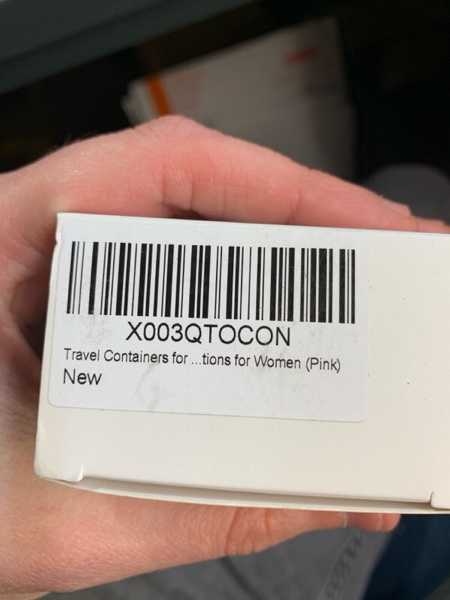 X003QTOCON
Travel Containers for ...tions for Women (Pink)
New